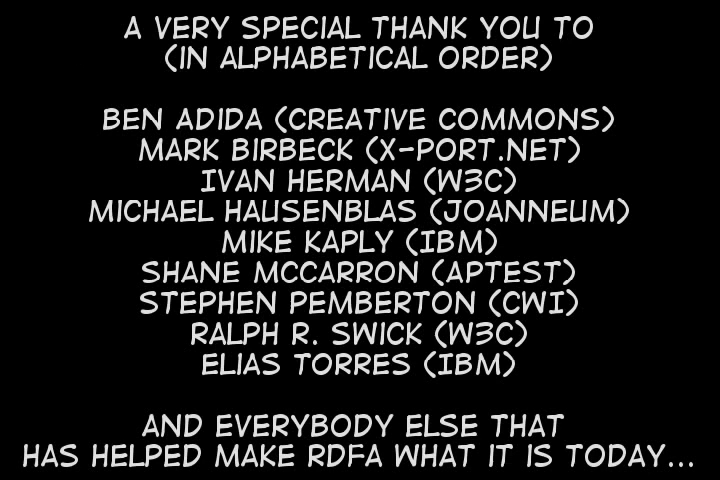 A VERY SPECIAL THANK YOU TO
(IN ALPHABETICAL ORDER)
BEN ADIDA (CREATIVE COMMONS)
MARK BIRBECK (X-PORT.NET)
IVAN HERMAN (W3C)
MICHAEL HAUSENBLAS (JOANNEUM)
MIKE KAPLY (IBM)
SHANE MCCARRON (APTEST)
STEPHEN PEMBERTON (CWI)
RALPH R. SWICK (W3C)
ELIAS TORRES (IBM)
AND EVERYBODY ELSE THAT
HAS HELPED MAKE RDFA WHAT IT IS TODAY...